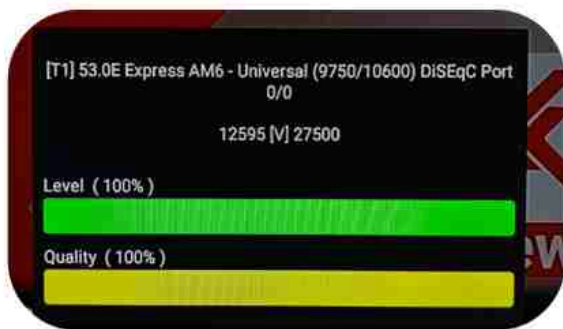 [T1] 53.0E Express AM6 - Universal (9750/10600) DiSEqC Port
0/0
12595 [V] 27500
Level ( 100% )
Quality ( 100% )